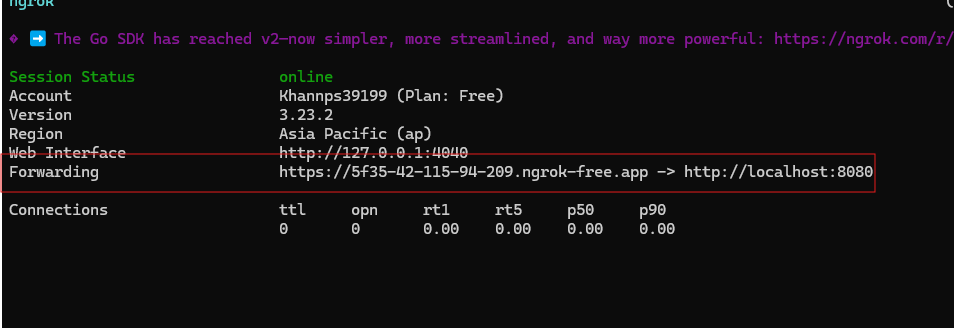 ngrok
The Go SDK has reached v2—now simpler, more streamlined, and way more powerful: https://ngrok.com/r/
Session Status online
Account Khannps39199 (Plan: Free)
Version 3.23.2
Region Asia Pacific (ap)
Web Interface http://127.0.0.1:4040
Forwarding https://5f35-42-115-94-209.ngrok-free.app -> http://localhost:8080
Connections ttl opn rt1 rt5 p50 p90
0 0 0.00 0.00 0.00 0.00